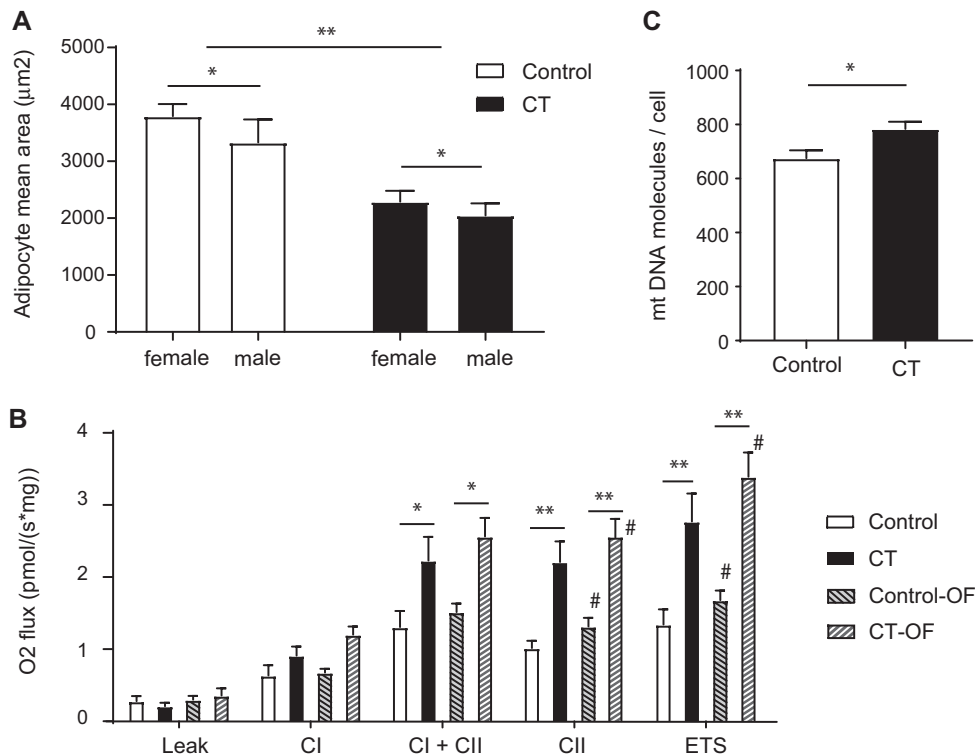 A
Adipocyte mean area (μm2)
5000
4000
3000
2000
1000
0
**
*
*
Control
CT
female male female male
C
mt DNA molecules / cell
1000
800
600
400
200
0
*
Control CT
B
O2 flux (pmol/(s*mg))
4
3
2
1
0
* * ** ** # # ** ** # #
Leak CI CI + CII CII ETS
Control
CT
Control-OF
CT-OF